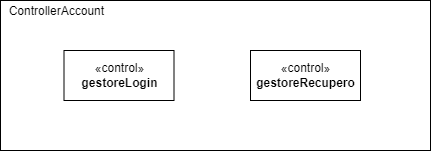 ControllerAccount
«control»
gestoreLogin
«control»
gestoreRecupero